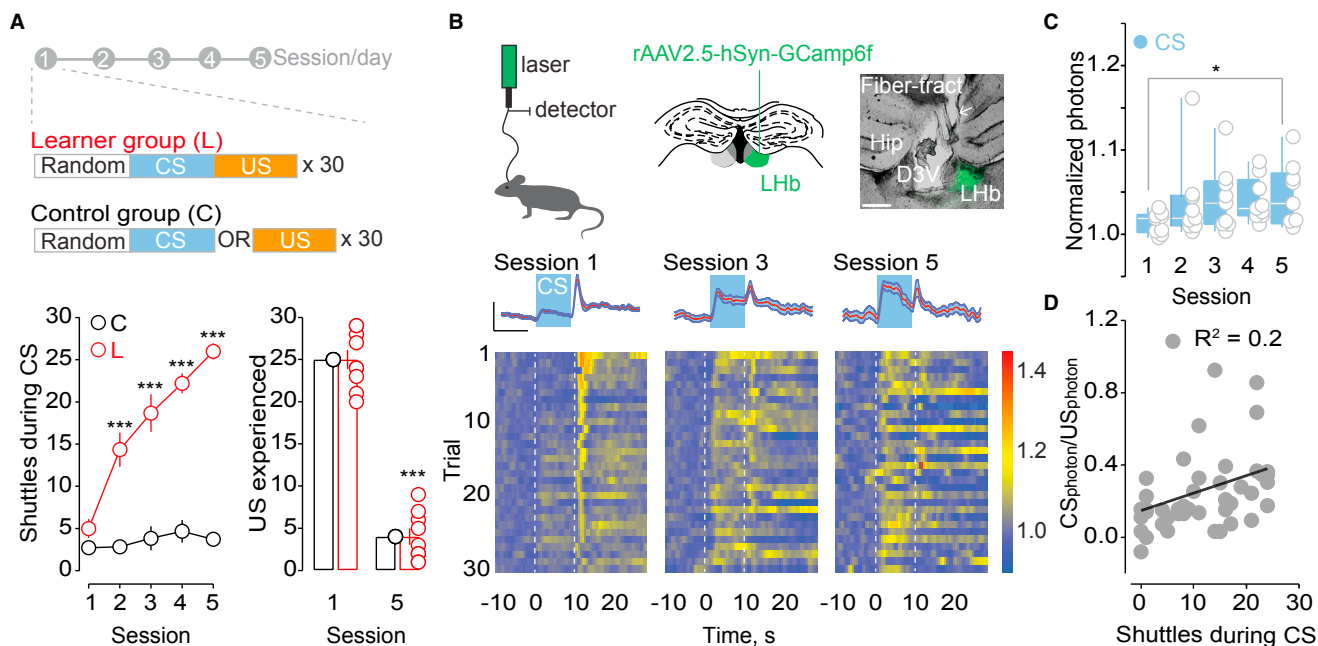 A
1 2 3 4 5 Session/day
Learner group (L)
Random CS US x 30
Control group (C)
Random CS OR US x 30
30
25
20
15
10
5
0
Shuttles during CS
C
L
***
***
***
***
1 2 3 4 5
Session
30
25
20
15
10
5
0
US experienced
***
1 5
Session
B
laser
detector
rAAV2.5-hSyn-GCamp6f
LHb
Fiber-tract
Hip
D3V
LHb
Session 1 Session 3 Session 5
CS
1
10
20
30
Trial
-10 0 10 20 30 -10 0 10 20 30 -10 0 10 20 30
Time, s
1.4
1.2
1.0
C
CS
*
1.2
1.1
1.0
Normalized photons
1 2 3 4 5
Session
D
1.2
0.8
0.4
0.0
CSphoton/USphoton
R² = 0.2
0 10 20 30
Shuttles during CS